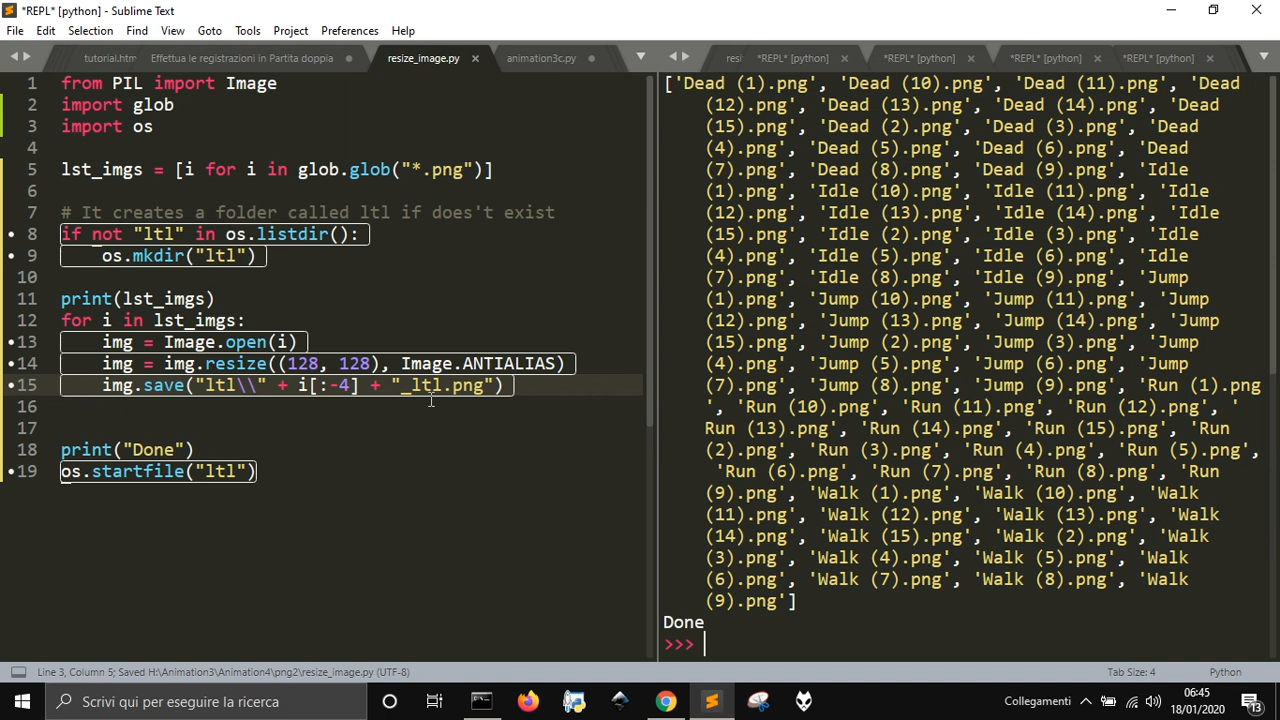 *REPL* [python] - Sublime Text
File Edit Selection Find View Goto Tools Project Preferences Help
tutorial.htm Effettua le registrazioni in Partita doppia resize_image.py animation3c.py resi *REPL* [python] *REPL* [python] *REPL* [python] *REPL* [python]
1 from PIL import Image
2 import glob
3 import os
4
5 lst_imgs = [i for i in glob.glob("*.png")]
6
7 # It creates a folder called ltl if does't exist
8 if not "ltl" in os.listdir():
9 os.mkdir("ltl")
10
11 print(lst_imgs)
12 for i in lst_imgs:
13 img = Image.open(i)
14 img = img.resize((128, 128), Image.ANTIALIAS)
15 img.save("ltl\\" + i[:-4] + "_ltl.png")
16
17
18 print("Done")
19 os.startfile("ltl")
['Dead (1).png', 'Dead (10).png', 'Dead (11).png', 'Dead
(12).png', 'Dead (13).png', 'Dead (14).png', 'Dead
(15).png', 'Dead (2).png', 'Dead (3).png', 'Dead
(4).png', 'Dead (5).png', 'Dead (6).png', 'Dead
(7).png', 'Dead (8).png', 'Dead (9).png', 'Idle
(1).png', 'Idle (10).png', 'Idle (11).png', 'Idle
(12).png', 'Idle (13).png', 'Idle (14).png', 'Idle
(15).png', 'Idle (2).png', 'Idle (3).png', 'Idle
(4).png', 'Idle (5).png', 'Idle (6).png', 'Idle
(7).png', 'Idle (8).png', 'Idle (9).png', 'Jump
(1).png', 'Jump (10).png', 'Jump (11).png', 'Jump
(12).png', 'Jump (13).png', 'Jump (14).png', 'Jump
(15).png', 'Jump (2).png', 'Jump (3).png', 'Jump
(4).png', 'Jump (5).png', 'Jump (6).png', 'Jump
(7).png', 'Jump (8).png', 'Jump (9).png', 'Run (1).png
', 'Run (10).png', 'Run (11).png', 'Run (12).png', '
Run (13).png', 'Run (14).png', 'Run (15).png', 'Run
(2).png', 'Run (3).png', 'Run (4).png', 'Run (5).png',
'Run (6).png', 'Run (7).png', 'Run (8).png', 'Run
(9).png', 'Walk (1).png', 'Walk (10).png', 'Walk
(11).png', 'Walk (12).png', 'Walk (13).png', 'Walk
(14).png', 'Walk (15).png', 'Walk (2).png', 'Walk
(3).png', 'Walk (4).png', 'Walk (5).png', 'Walk
(6).png', 'Walk (7).png', 'Walk (8).png', 'Walk
(9).png']
Done
>>>
Line 3, Column 5; Saved H:\Animation3\Animation4\png2\resize_image.py (UTF-8) Tab Size: 4 Python
Scrivi qui per eseguire la ricerca Collegamenti 06:45
18/01/2020 13